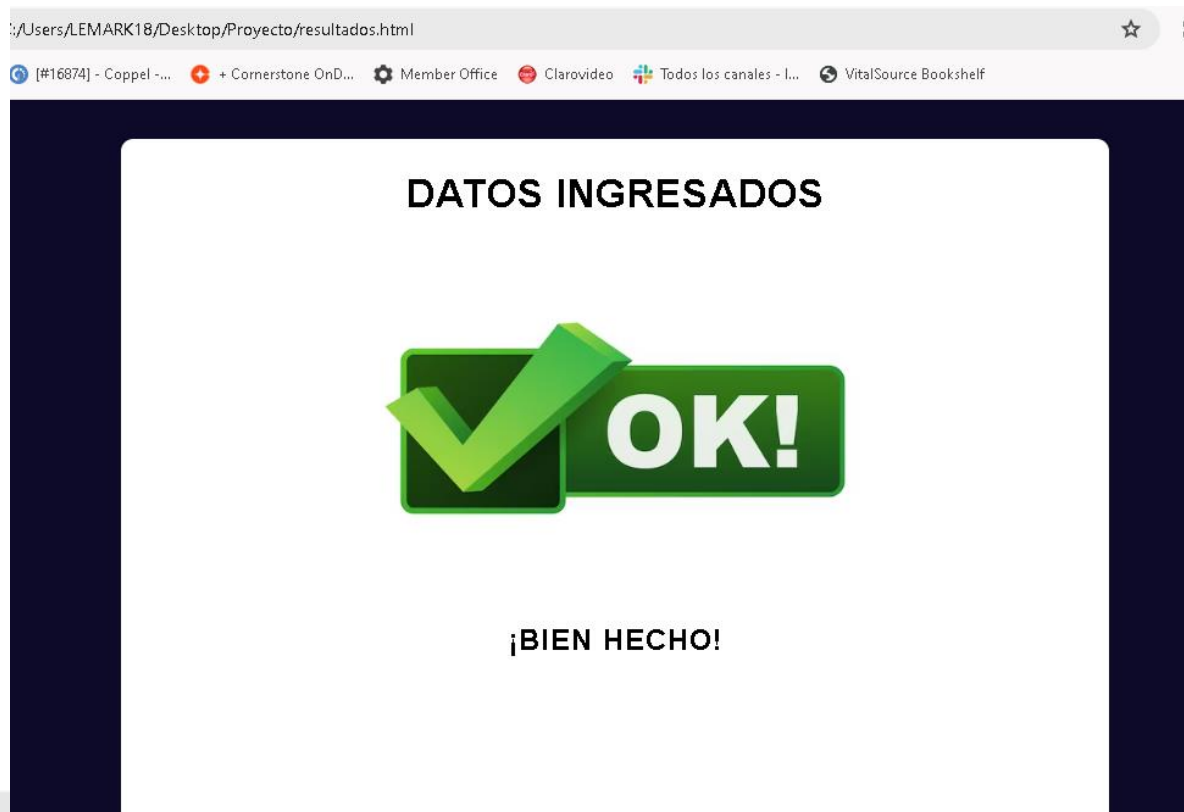 :/Users/LEMARK18/Desktop/Proyecto/resultados.html
[#16874] - Coppel -... + Cornerstone OnD... Member Office Clarovideo Todos los canales - I... VitalSource Bookshelf
DATOS INGRESADOS
OK!
¡BIEN HECHO!